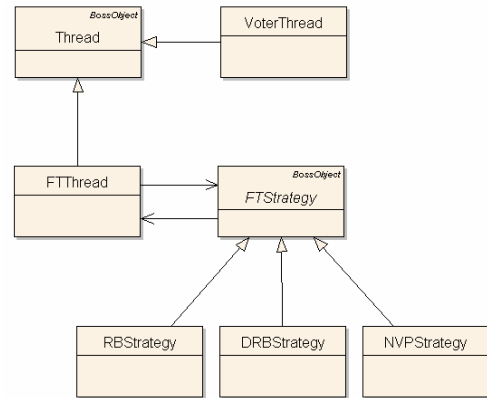 BossObject
Thread
VoterThread
FTThread
BossObject
FTStrategy
RBStrategy
DRBStrategy
NVPStrategy